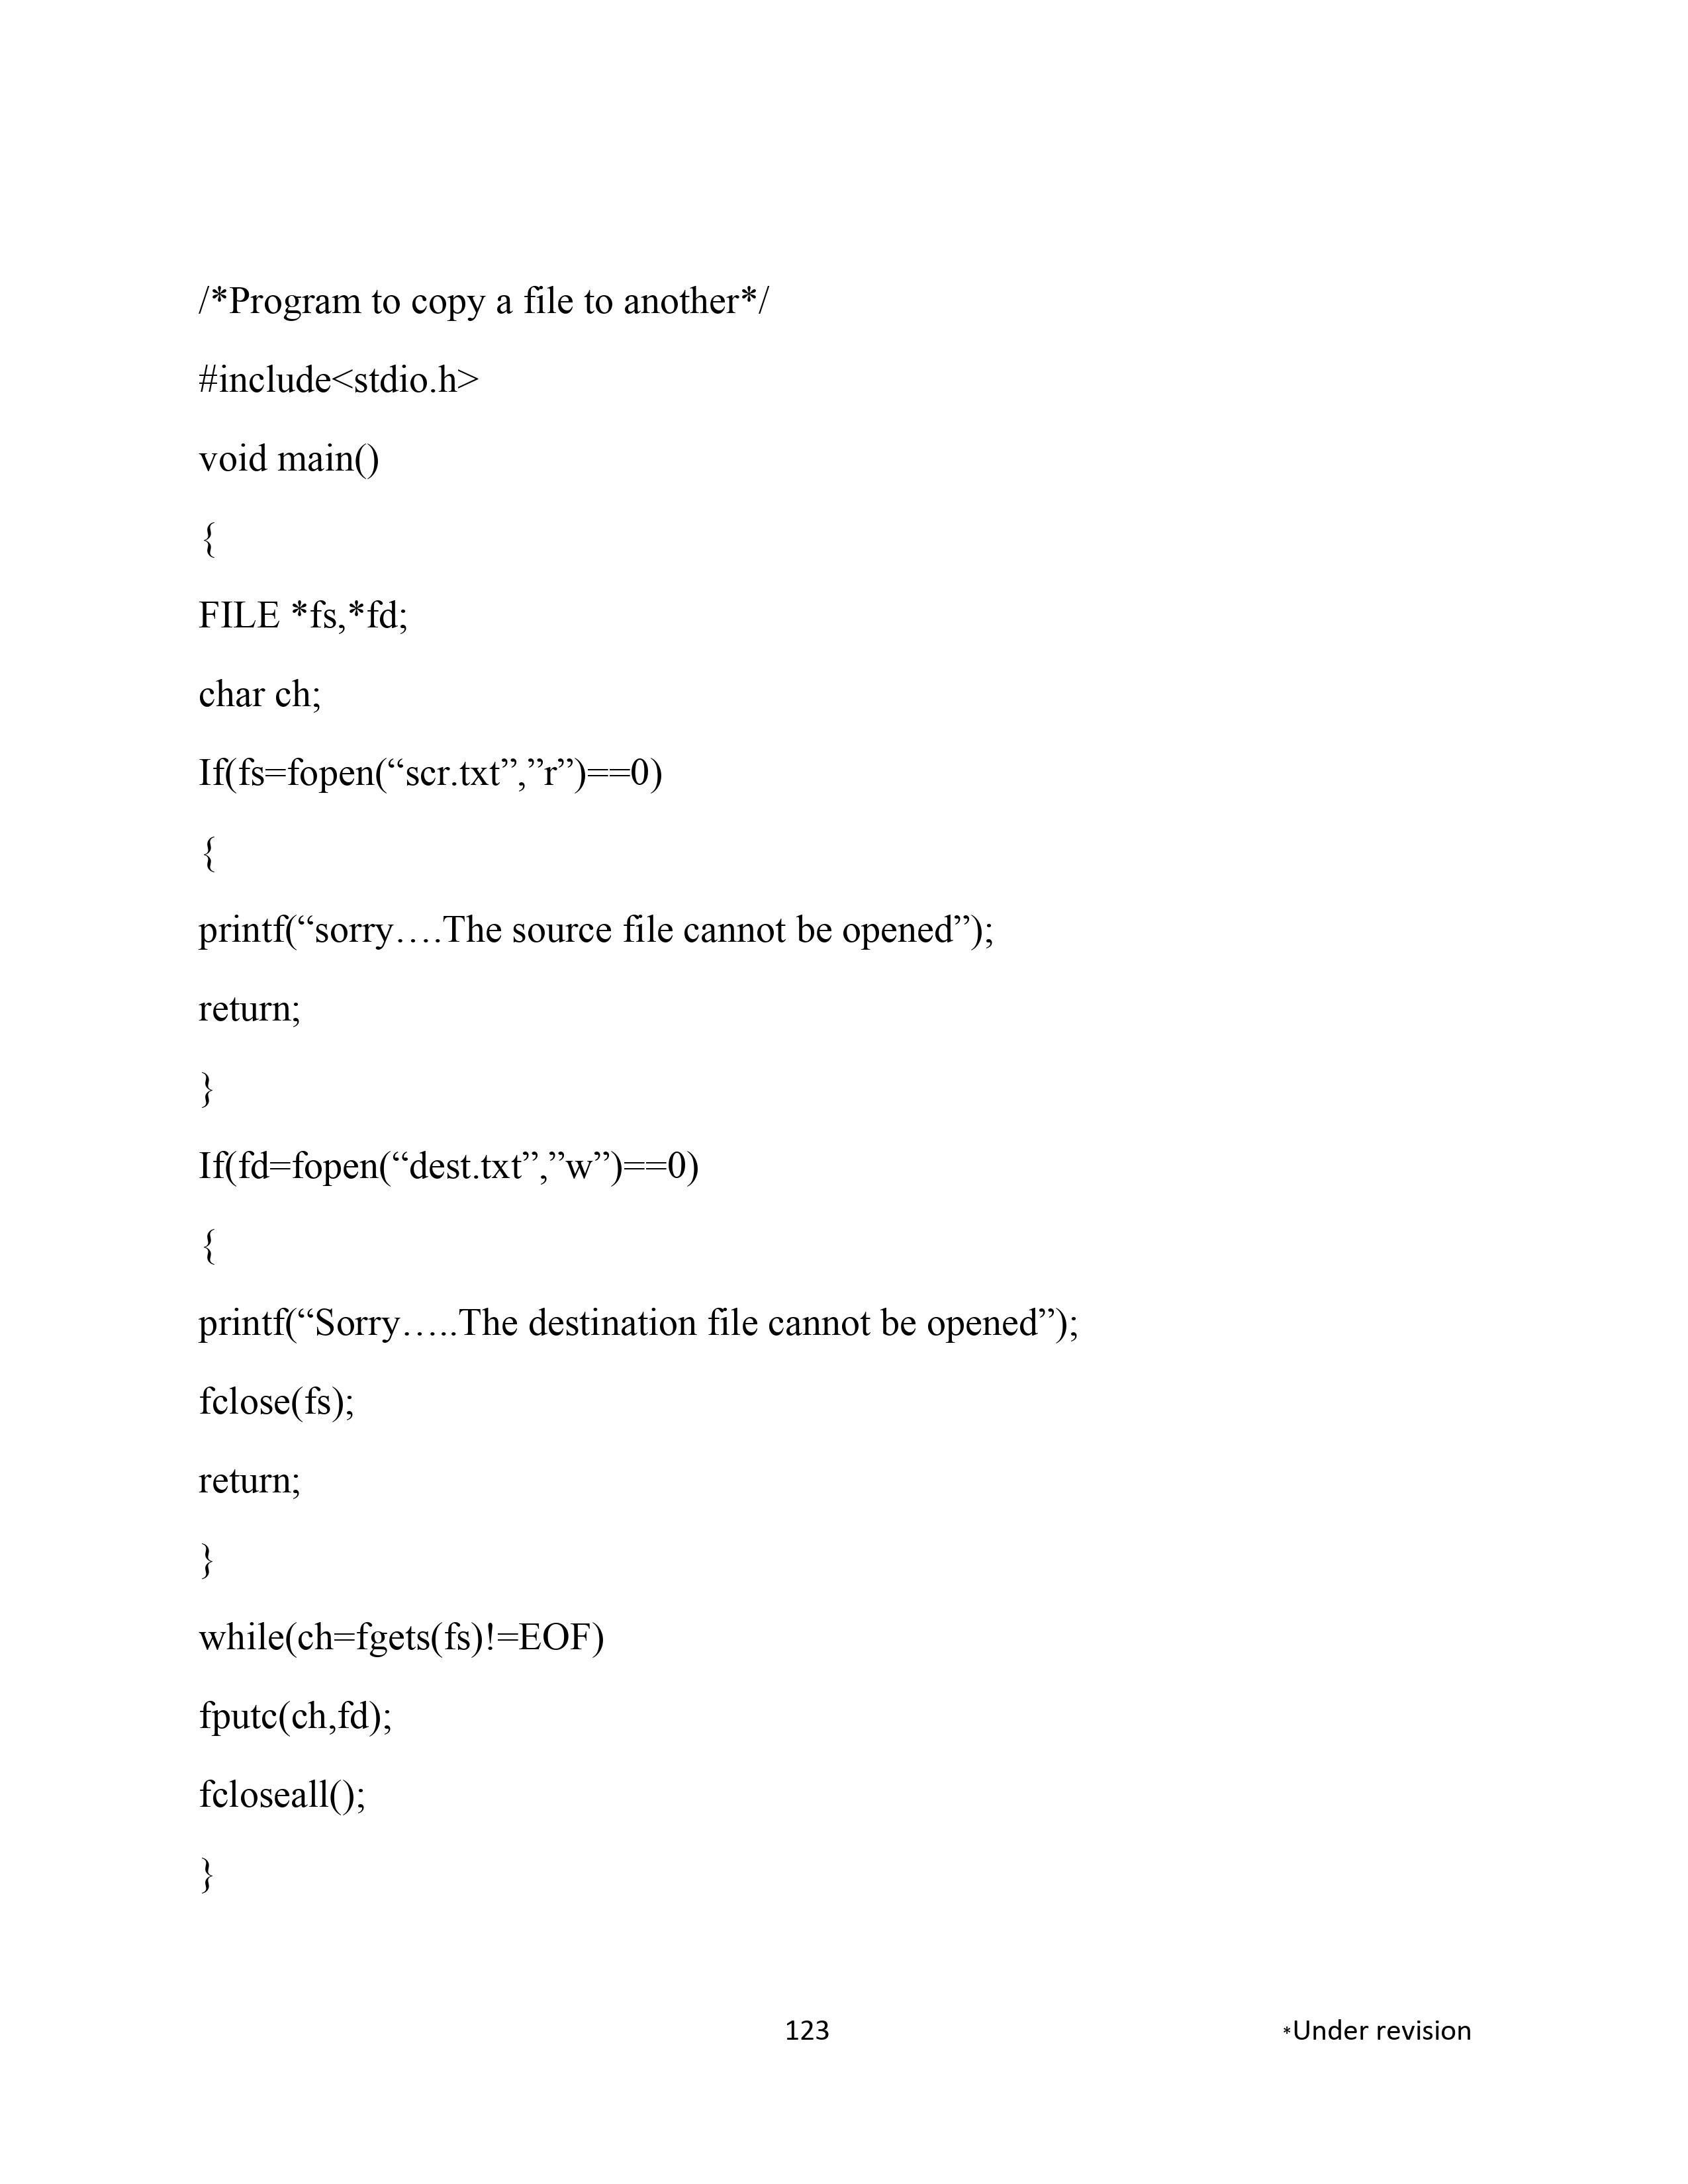 /*Program to copy a file to another*/
#include<stdio.h>
void main()
{
FILE *fs,*fd;
char ch;
If(fs=fopen(“scr.txt”,”r”)==0)
{
printf(“sorry….The source file cannot be opened”);
return;
}
If(fd=fopen(“dest.txt”,”w”)==0)
{
printf(“Sorry…..The destination file cannot be opened”);
fclose(fs);
return;
}
while(ch=fgets(fs)!=EOF)
fputc(ch,fd);
fcloseall();
}
123 *Under revision